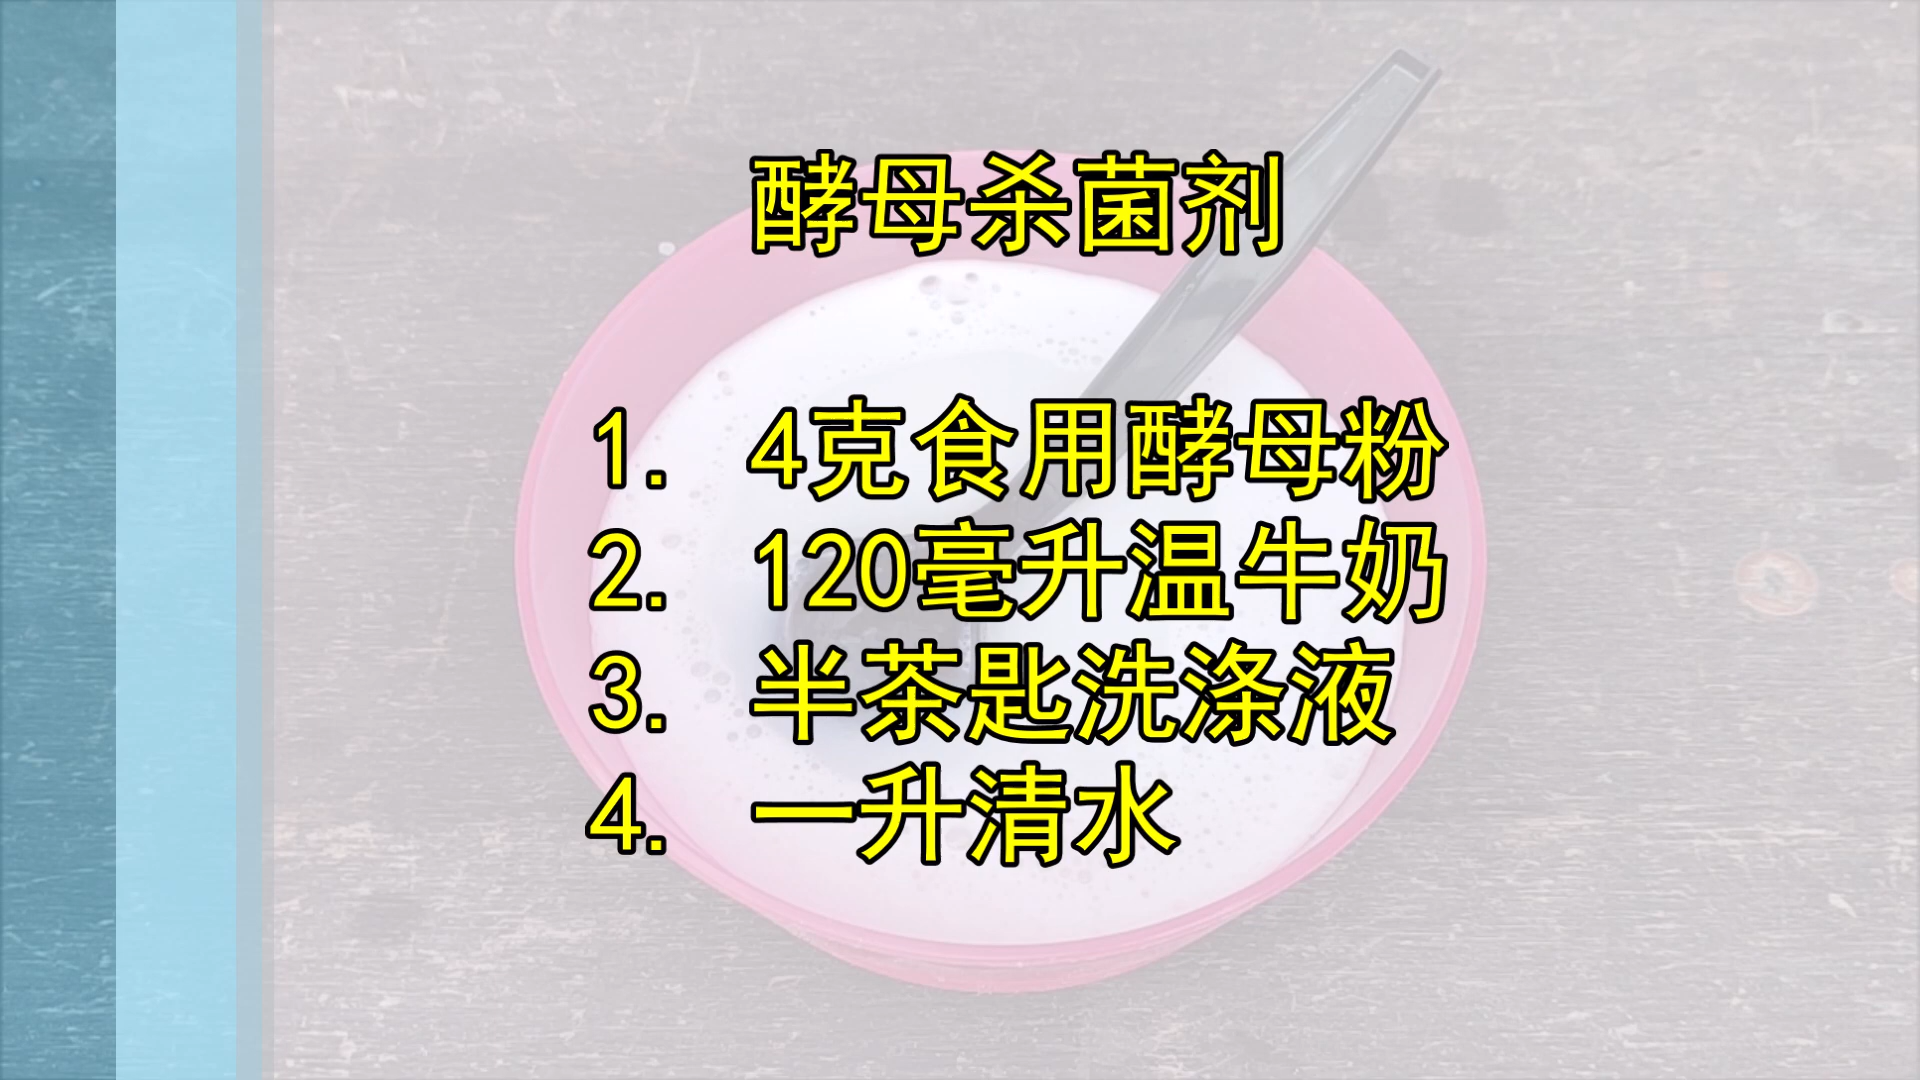 酵母杀菌剂
1. 4克食用酵母粉
2. 120毫升温牛奶
3. 半茶匙洗涤液
4. 一升清水